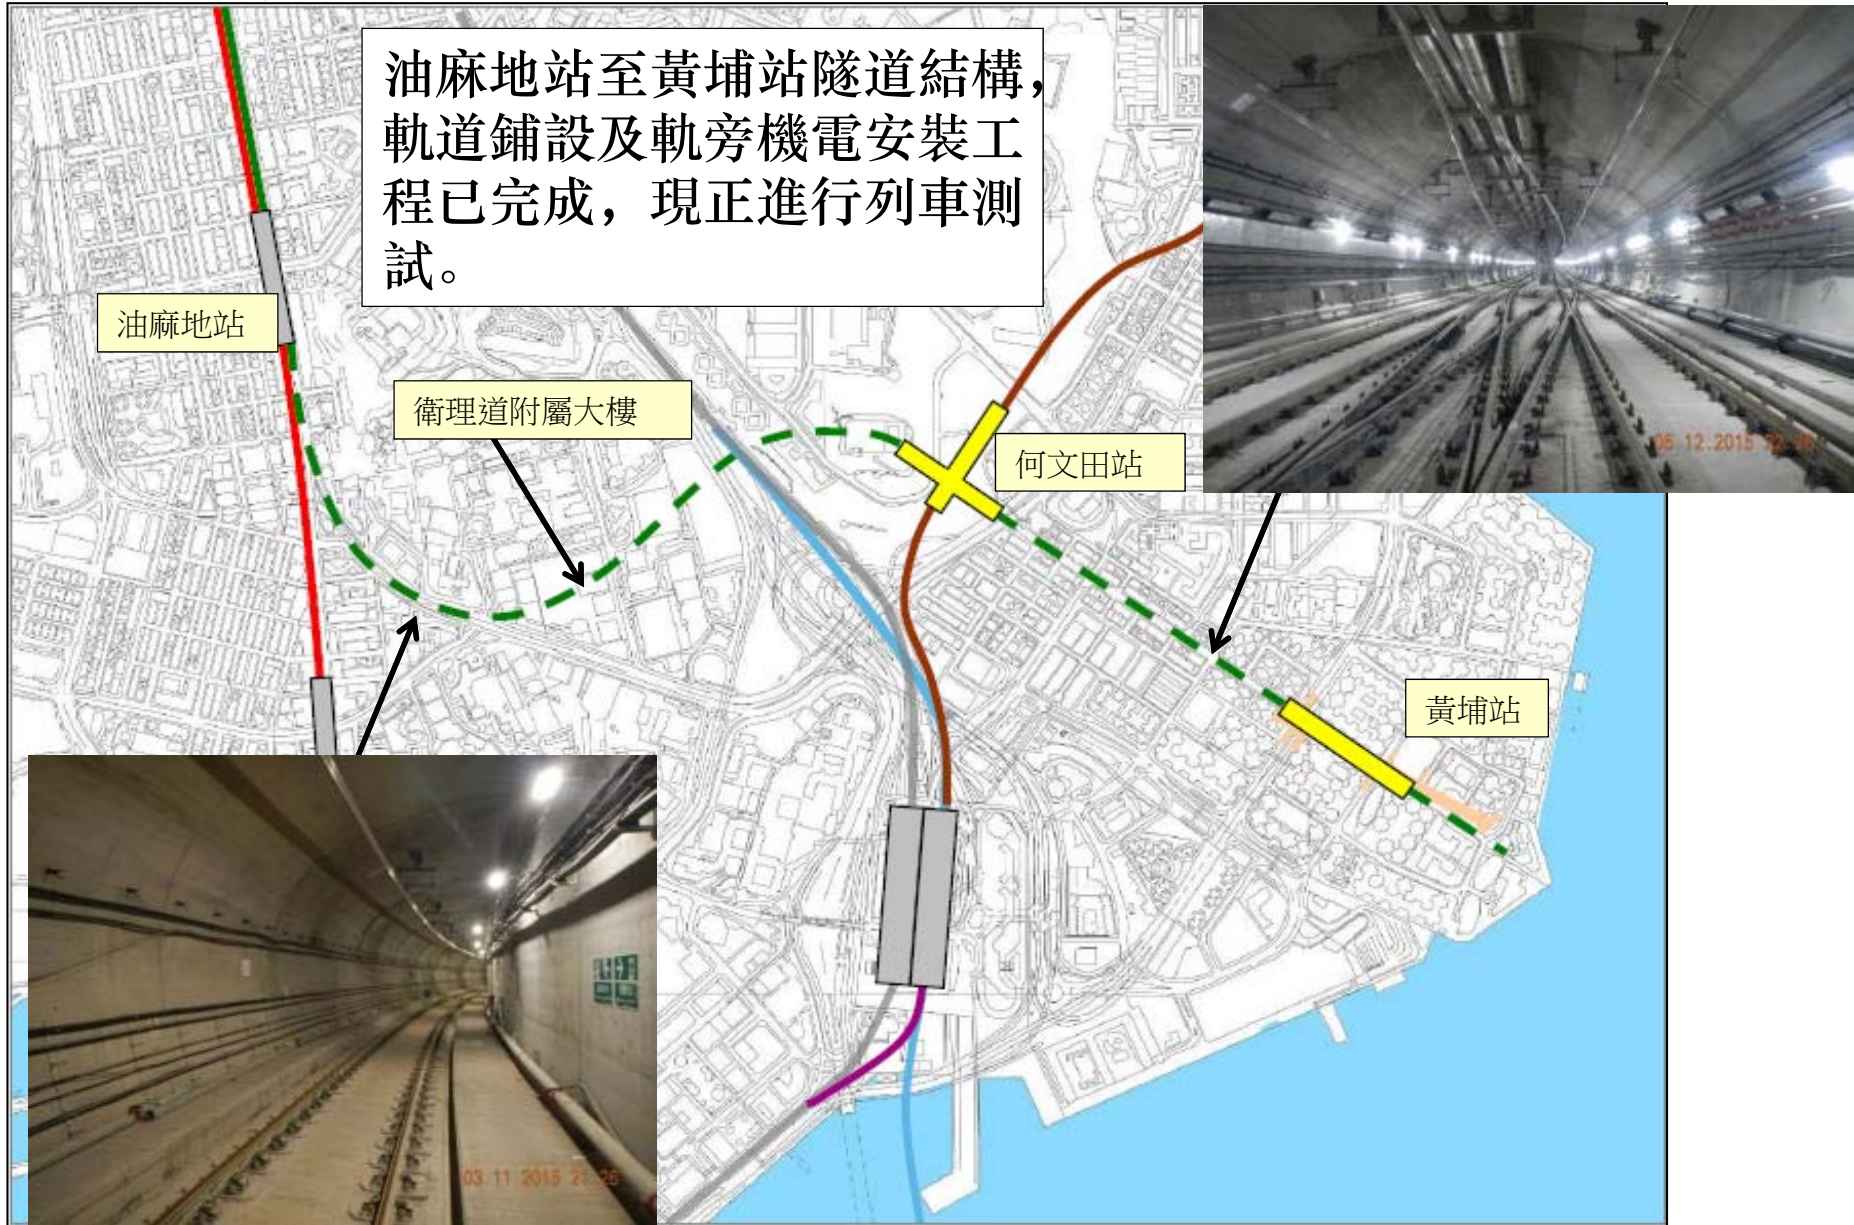 油麻地站至黃埔站隧道結構，
軌道鋪設及軌旁機電安裝工
程已完成，現正進行列車測
試。
油麻地站
衛理道附屬大樓
何文田站
黃埔站
03 11 2015 21:26